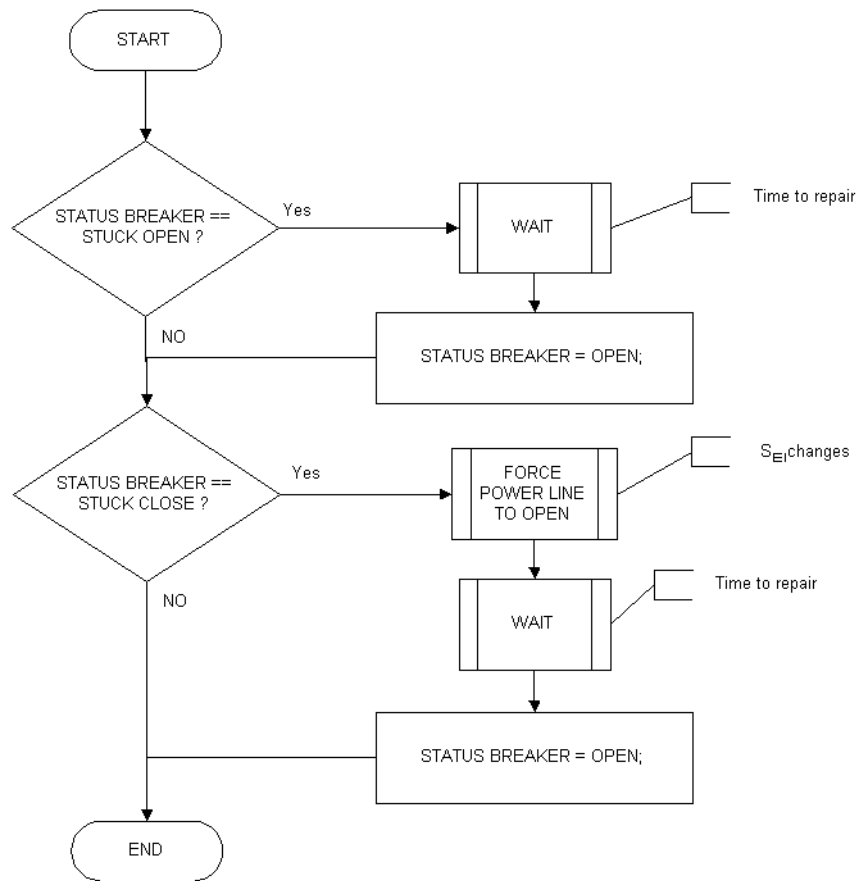 START
STATUS BREAKER ==
STUCK OPEN ?
Yes
WAIT
Time to repair
NO
STATUS BREAKER = OPEN;
STATUS BREAKER ==
STUCK CLOSE ?
Yes
FORCE
POWER LINE
TO OPEN
SEI changes
NO
WAIT
Time to repair
STATUS BREAKER = OPEN;
END